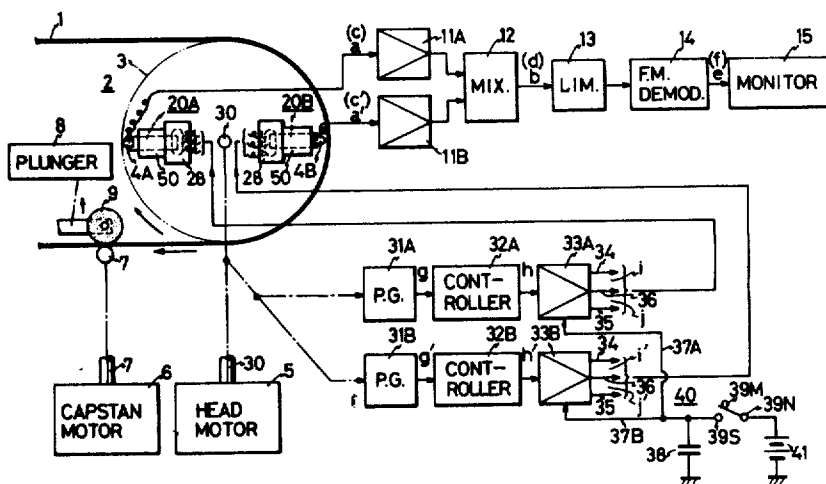 1
2
3
(c)
a
11A
12
MIX.
(d)
b
13
LIM.
14
F.M.
DEMOD.
(f)
e
15
MONITOR
20A
20B
30
(c')
a'
11B
8
PLUNGER
4A
50
28
28
50
4B
9
7
31A
P.G.
g
32A
CONT-
ROLLER
h
33A
34
i
36
35
j
31B
P.G.
g'
32B
CONT-
ROLLER
h'
33B
34
i'
36
35
j'
37A
37B
40
39M
39N
39S
38
41
7
6
CAPSTAN
MOTOR
30
5
HEAD
MOTOR